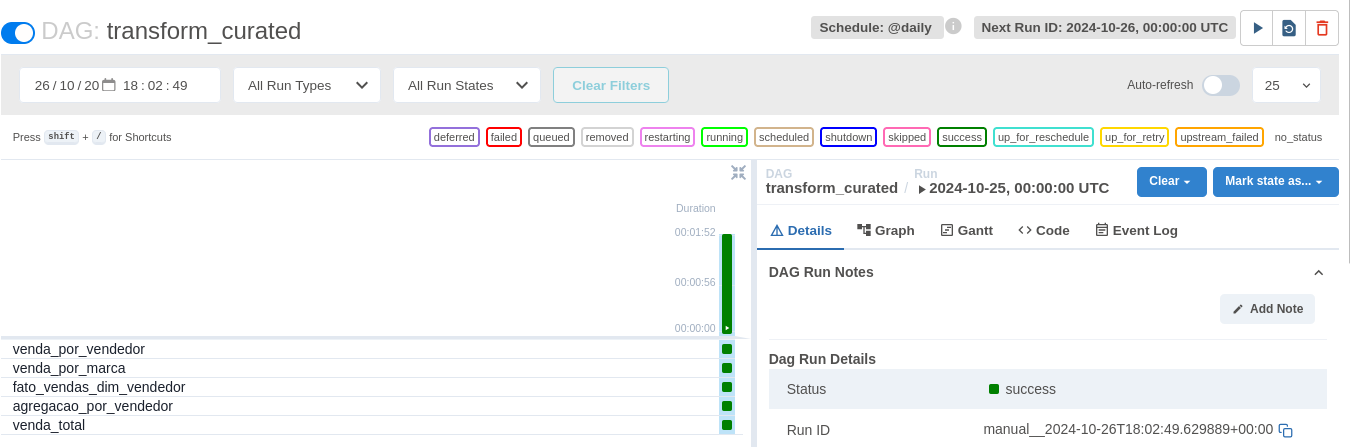 DAG: transform_curated
Schedule: @daily
Next Run ID: 2024-10-26, 00:00:00 UTC
26 / 10 / 20 18 : 02 : 49
All Run Types
All Run States
Clear Filters
Auto-refresh
25
Press shift + / for Shortcuts
deferred failed queued removed restarting running scheduled shutdown skipped success up_for_reschedule up_for_retry upstream_failed no_status
Duration
00:01:52
00:00:56
00:00:00
venda_por_vendedor
venda_por_marca
fato_vendas_dim_vendedor
agregacao_por_vendedor
venda_total
DAG
transform_curated
/
Run
2024-10-25, 00:00:00 UTC
Clear
Mark state as...
Details
Graph
Gantt
Code
Event Log
DAG Run Notes
Add Note
Dag Run Details
Status success
Run ID manual__2024-10-26T18:02:49.629889+00:00